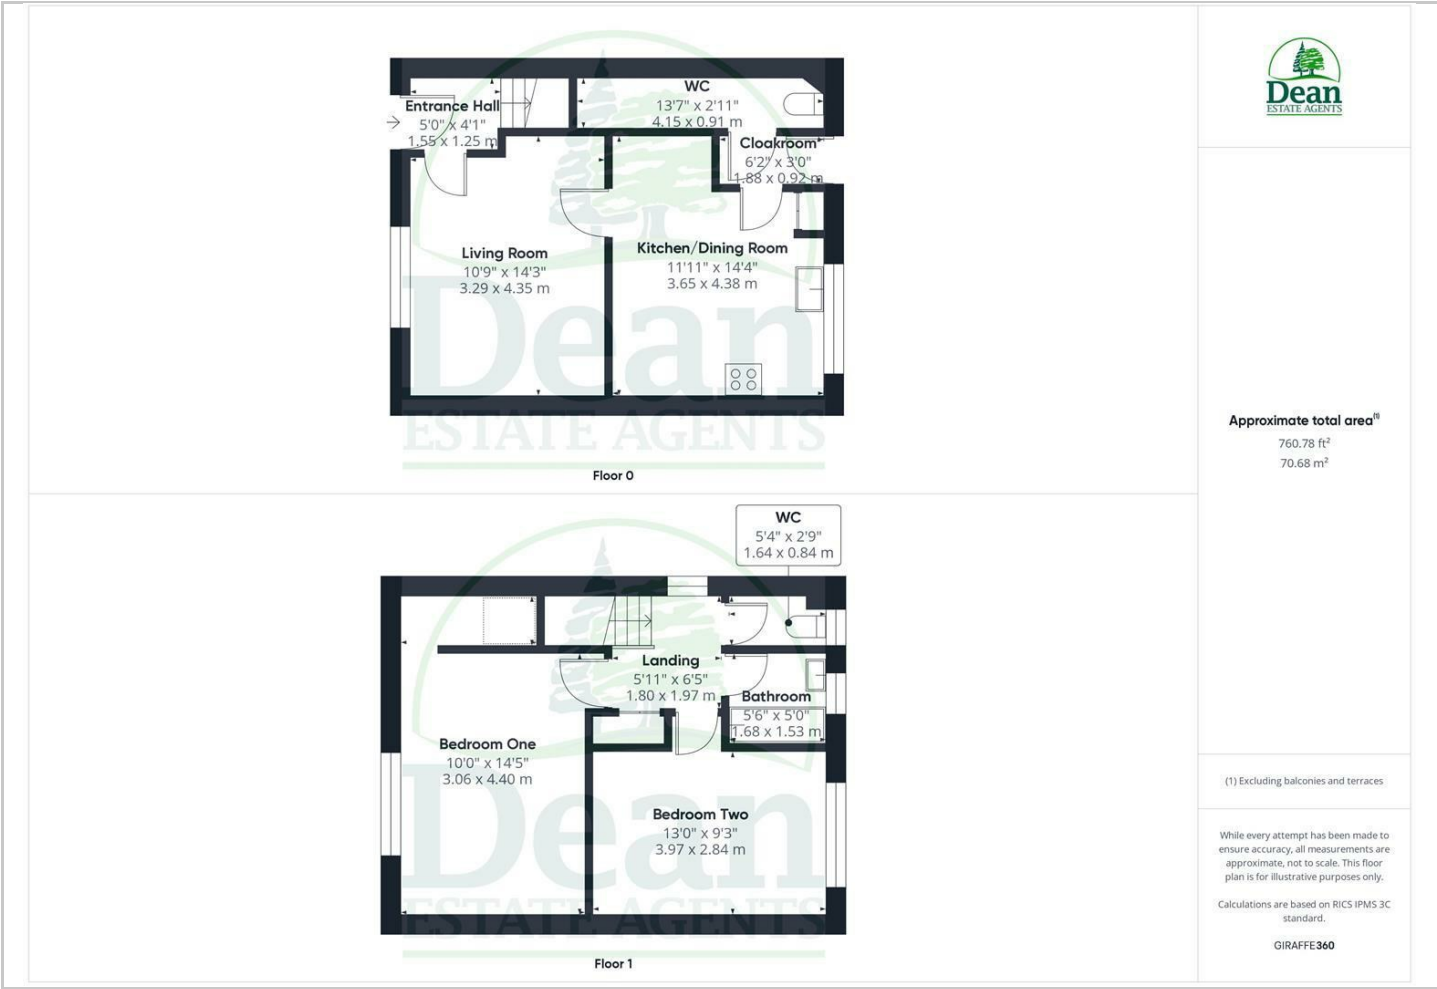 WC
13'7" x 2'11"
4.15 x 0.91 m
Entrance Hall
5'0" x 4'1"
1.55 x 1.25 m
Cloakroom
6'2" x 3'0"
1.88 x 0.92 m
Living Room
10'9" x 14'3"
3.29 x 4.35 m
Kitchen/Dining Room
11'11" x 14'4"
3.65 x 4.38 m
Dean
ESTATE AGENTS
Floor 0
WC
5'4" x 2'9"
1.64 x 0.84 m
Landing
5'11" x 6'5"
1.80 x 1.97 m
Bathroom
5'6" x 5'0"
1.68 x 1.53 m
Bedroom One
10'0" x 14'5"
3.06 x 4.40 m
Bedroom Two
13'0" x 9'3"
3.97 x 2.84 m
Dean
ESTATE AGENTS
Floor 1
Dean
ESTATE AGENTS
Approximate total area(1)
760.78 ft²
70.68 m²
(1) Excluding balconies and terraces
While every attempt has been made to
ensure accuracy, all measurements are
approximate, not to scale. This floor
plan is for illustrative purposes only.
Calculations are based on RICS IPMS 3C
standard.
GIRAFFE360